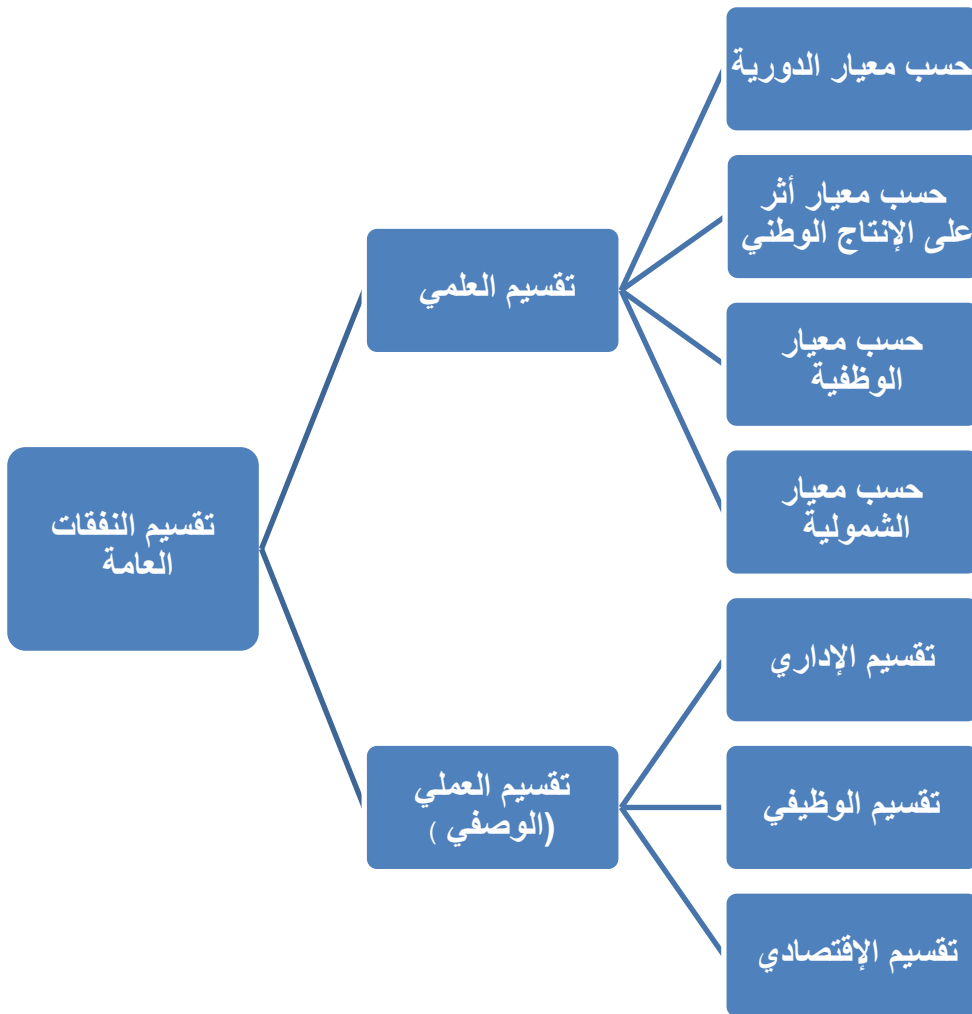 تقسيم النفقات
العامة
تقسيم العلمي
حسب معيار الدورية
حسب معيار أثر
على الإنتاج الوطني
حسب معيار
الوظفية
حسب معيار
الشمولية
تقسيم العملي
(الوصفي )
تقسيم الإداري
تقسيم الوظيفي
تقسيم الإقتصادي